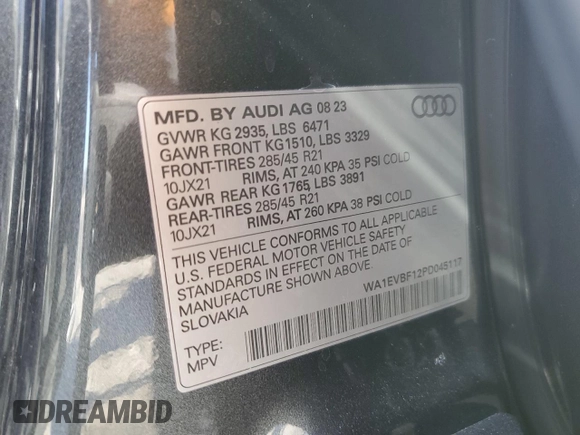 MFD. BY AUDI AG 08 23
GVWR KG 2935, LBS 6471
GAWR FRONT KG1510, LBS 3329
FRONT-TIRES 285/45 R21
10JX21 RIMS, AT 240 KPA 35 PSI COLD
GAWR REAR KG1765, LBS 3891
REAR-TIRES 285/45 R21
10JX21 RIMS, AT 260 KPA 38 PSI COLD
THIS VEHICLE CONFORMS TO ALL APPLICABLE
U.S. FEDERAL MOTOR VEHICLE SAFETY
STANDARDS IN EFFECT ON THE DATE OF
MANUFACTURE SHOWN ABOVE.
SLOVAKIA
WA1EVBF12PD045117
TYPE:
MPV
DREAMBID